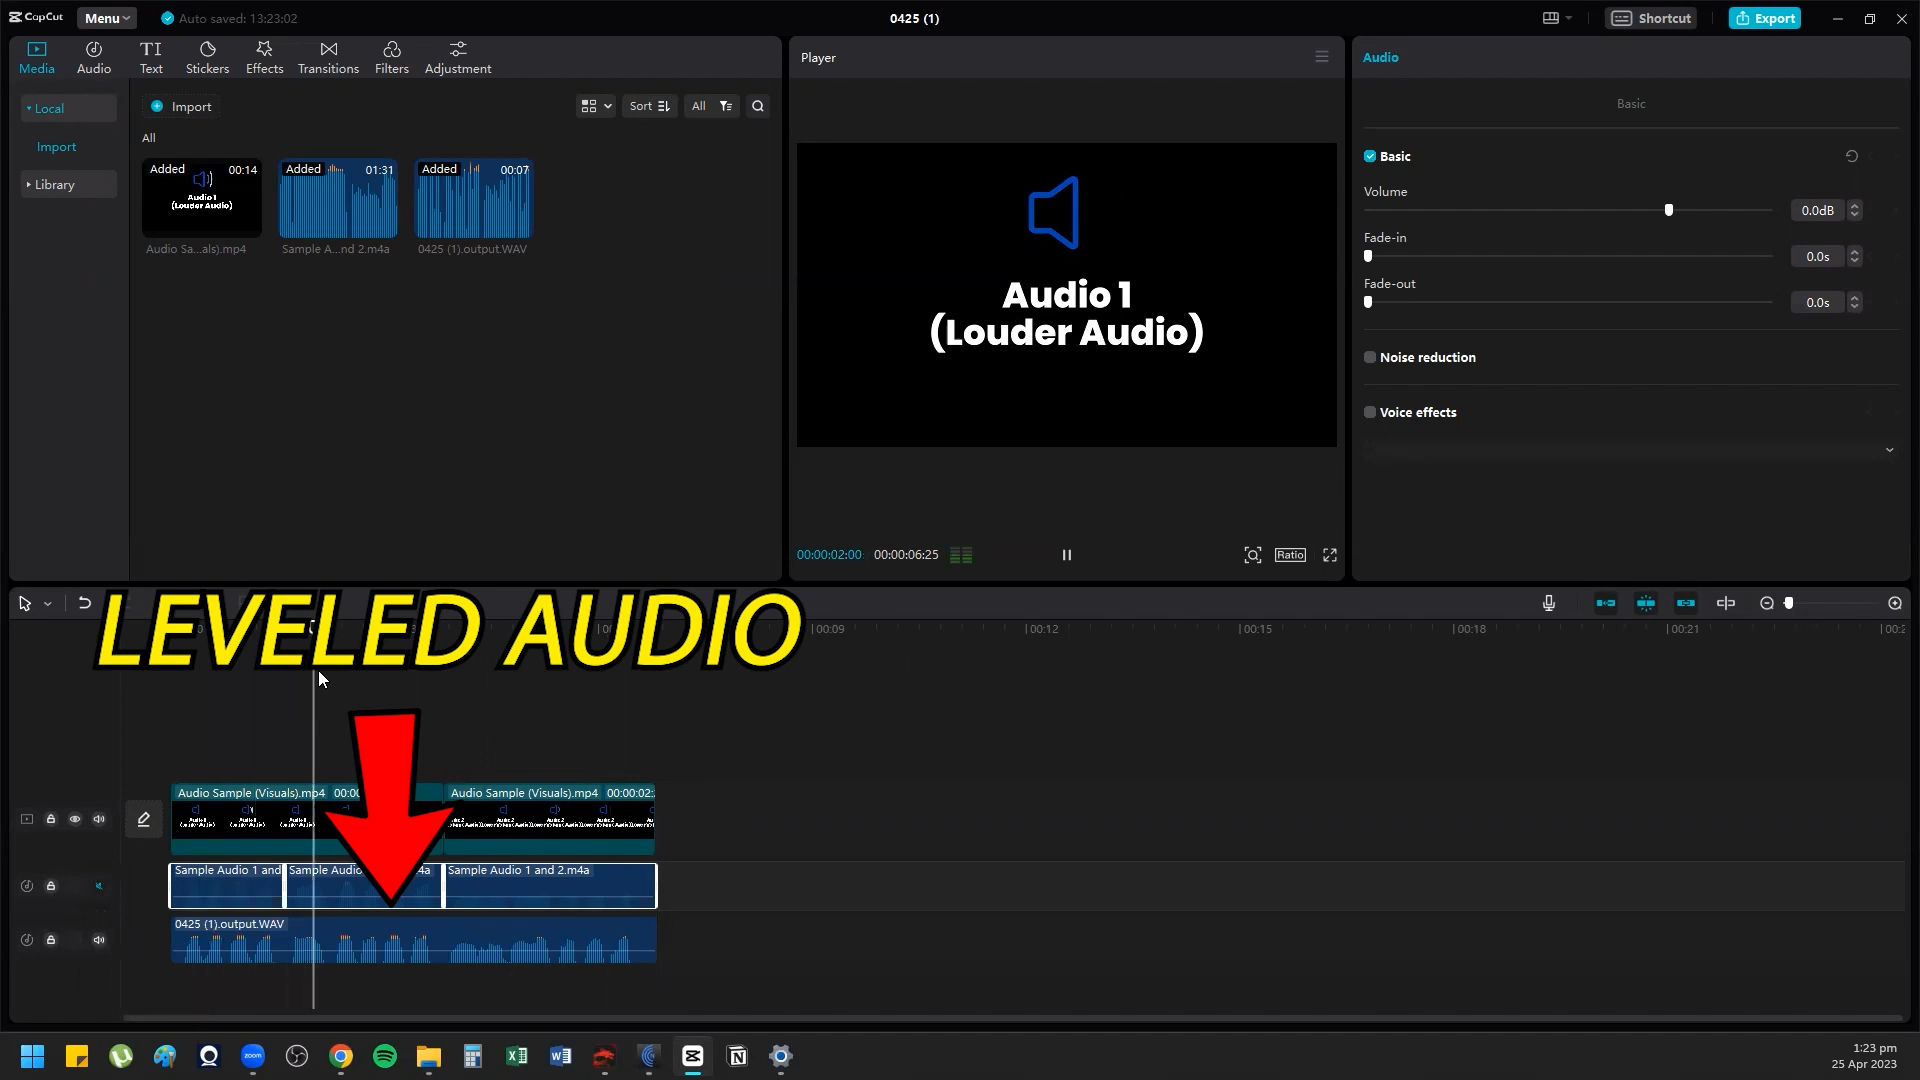 CapCut
Menu
Auto saved: 13:23:02
0425 (1)
Shortcut
Export
Media
Audio
Text
Stickers
Effects
Transitions
Filters
Adjustment
Local
Import
Library
Import
Sort
All
All
Added
00:14
Audio 1
(Louder Audio)
Audio Sa...als).mp4
Added
01:31
Sample A...nd 2.m4a
Added
00:07
0425 (1).output.WAV
Player
Audio 1
(Louder Audio)
00:00:02:00
00:00:06:25
Ratio
Audio
Basic
Basic
Volume
0.0dB
Fade-in
0.0s
Fade-out
0.0s
Noise reduction
Voice effects
LEVELED AUDIO
00:09
00:12
00:15
00:18
00:21
Audio Sample (Visuals).mp4
Audio Sample (Visuals).mp4 00:00:02:
Sample Audio 1 and
Sample Audio
Sample Audio 1 and 2.m4a
0425 (1).output.WAV
zoom
1:23 pm
25 Apr 2023